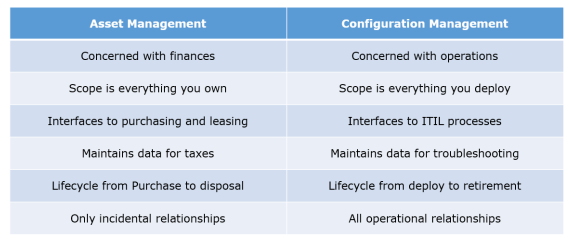 Asset Management Configuration Management
Concerned with finances Concerned with operations
Scope is everything you own Scope is everything you deploy
Interfaces to purchasing and leasing Interfaces to ITIL processes
Maintains data for taxes Maintains data for troubleshooting
Lifecycle from Purchase to disposal Lifecycle from deploy to retirement
Only incidental relationships All operational relationships